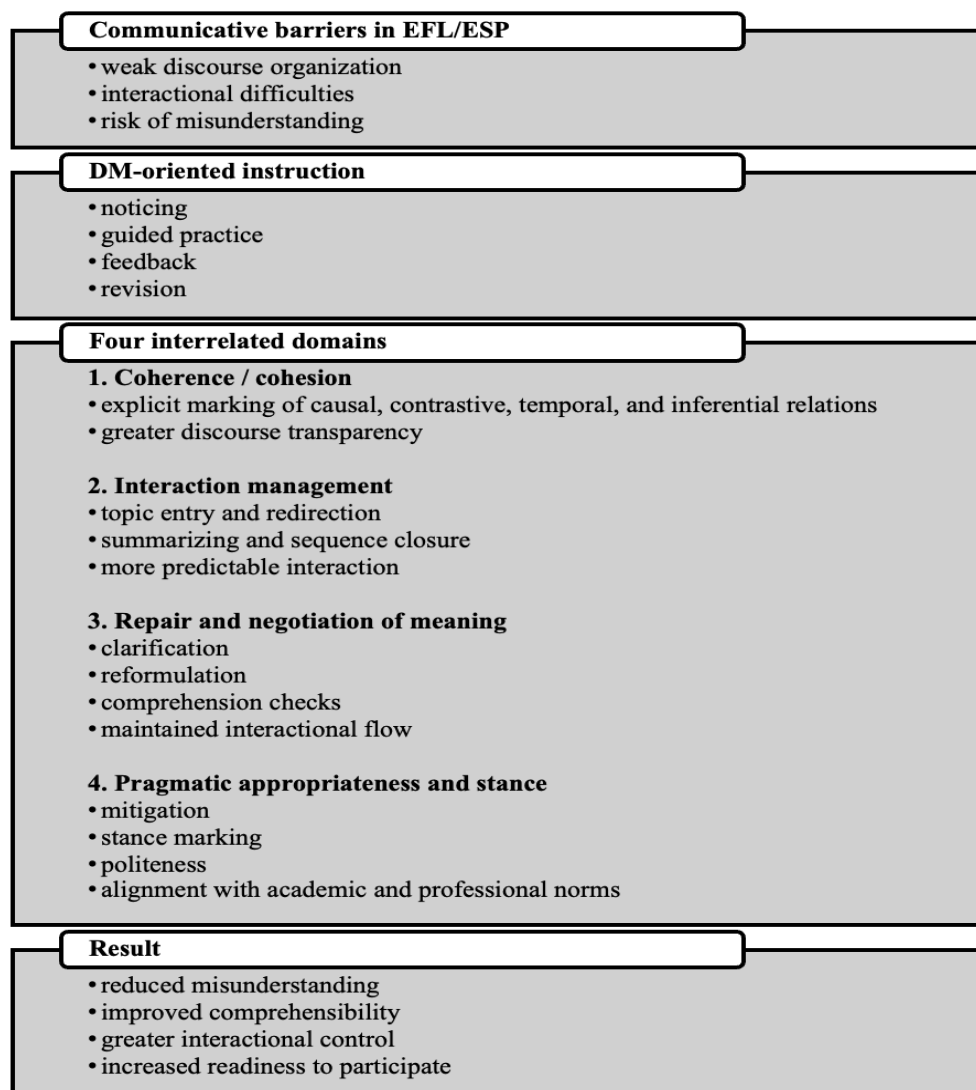 Communicative barriers in EFL/ESP
• weak discourse organization
• interactional difficulties
• risk of misunderstanding
DM-oriented instruction
• noticing
• guided practice
• feedback
• revision
Four interrelated domains
1. Coherence / cohesion
• explicit marking of causal, contrastive, temporal, and inferential relations
• greater discourse transparency
2. Interaction management
• topic entry and redirection
• summarizing and sequence closure
• more predictable interaction
3. Repair and negotiation of meaning
• clarification
• reformulation
• comprehension checks
• maintained interactional flow
4. Pragmatic appropriateness and stance
• mitigation
• stance marking
• politeness
• alignment with academic and professional norms
Result
• reduced misunderstanding
• improved comprehensibility
• greater interactional control
• increased readiness to participate